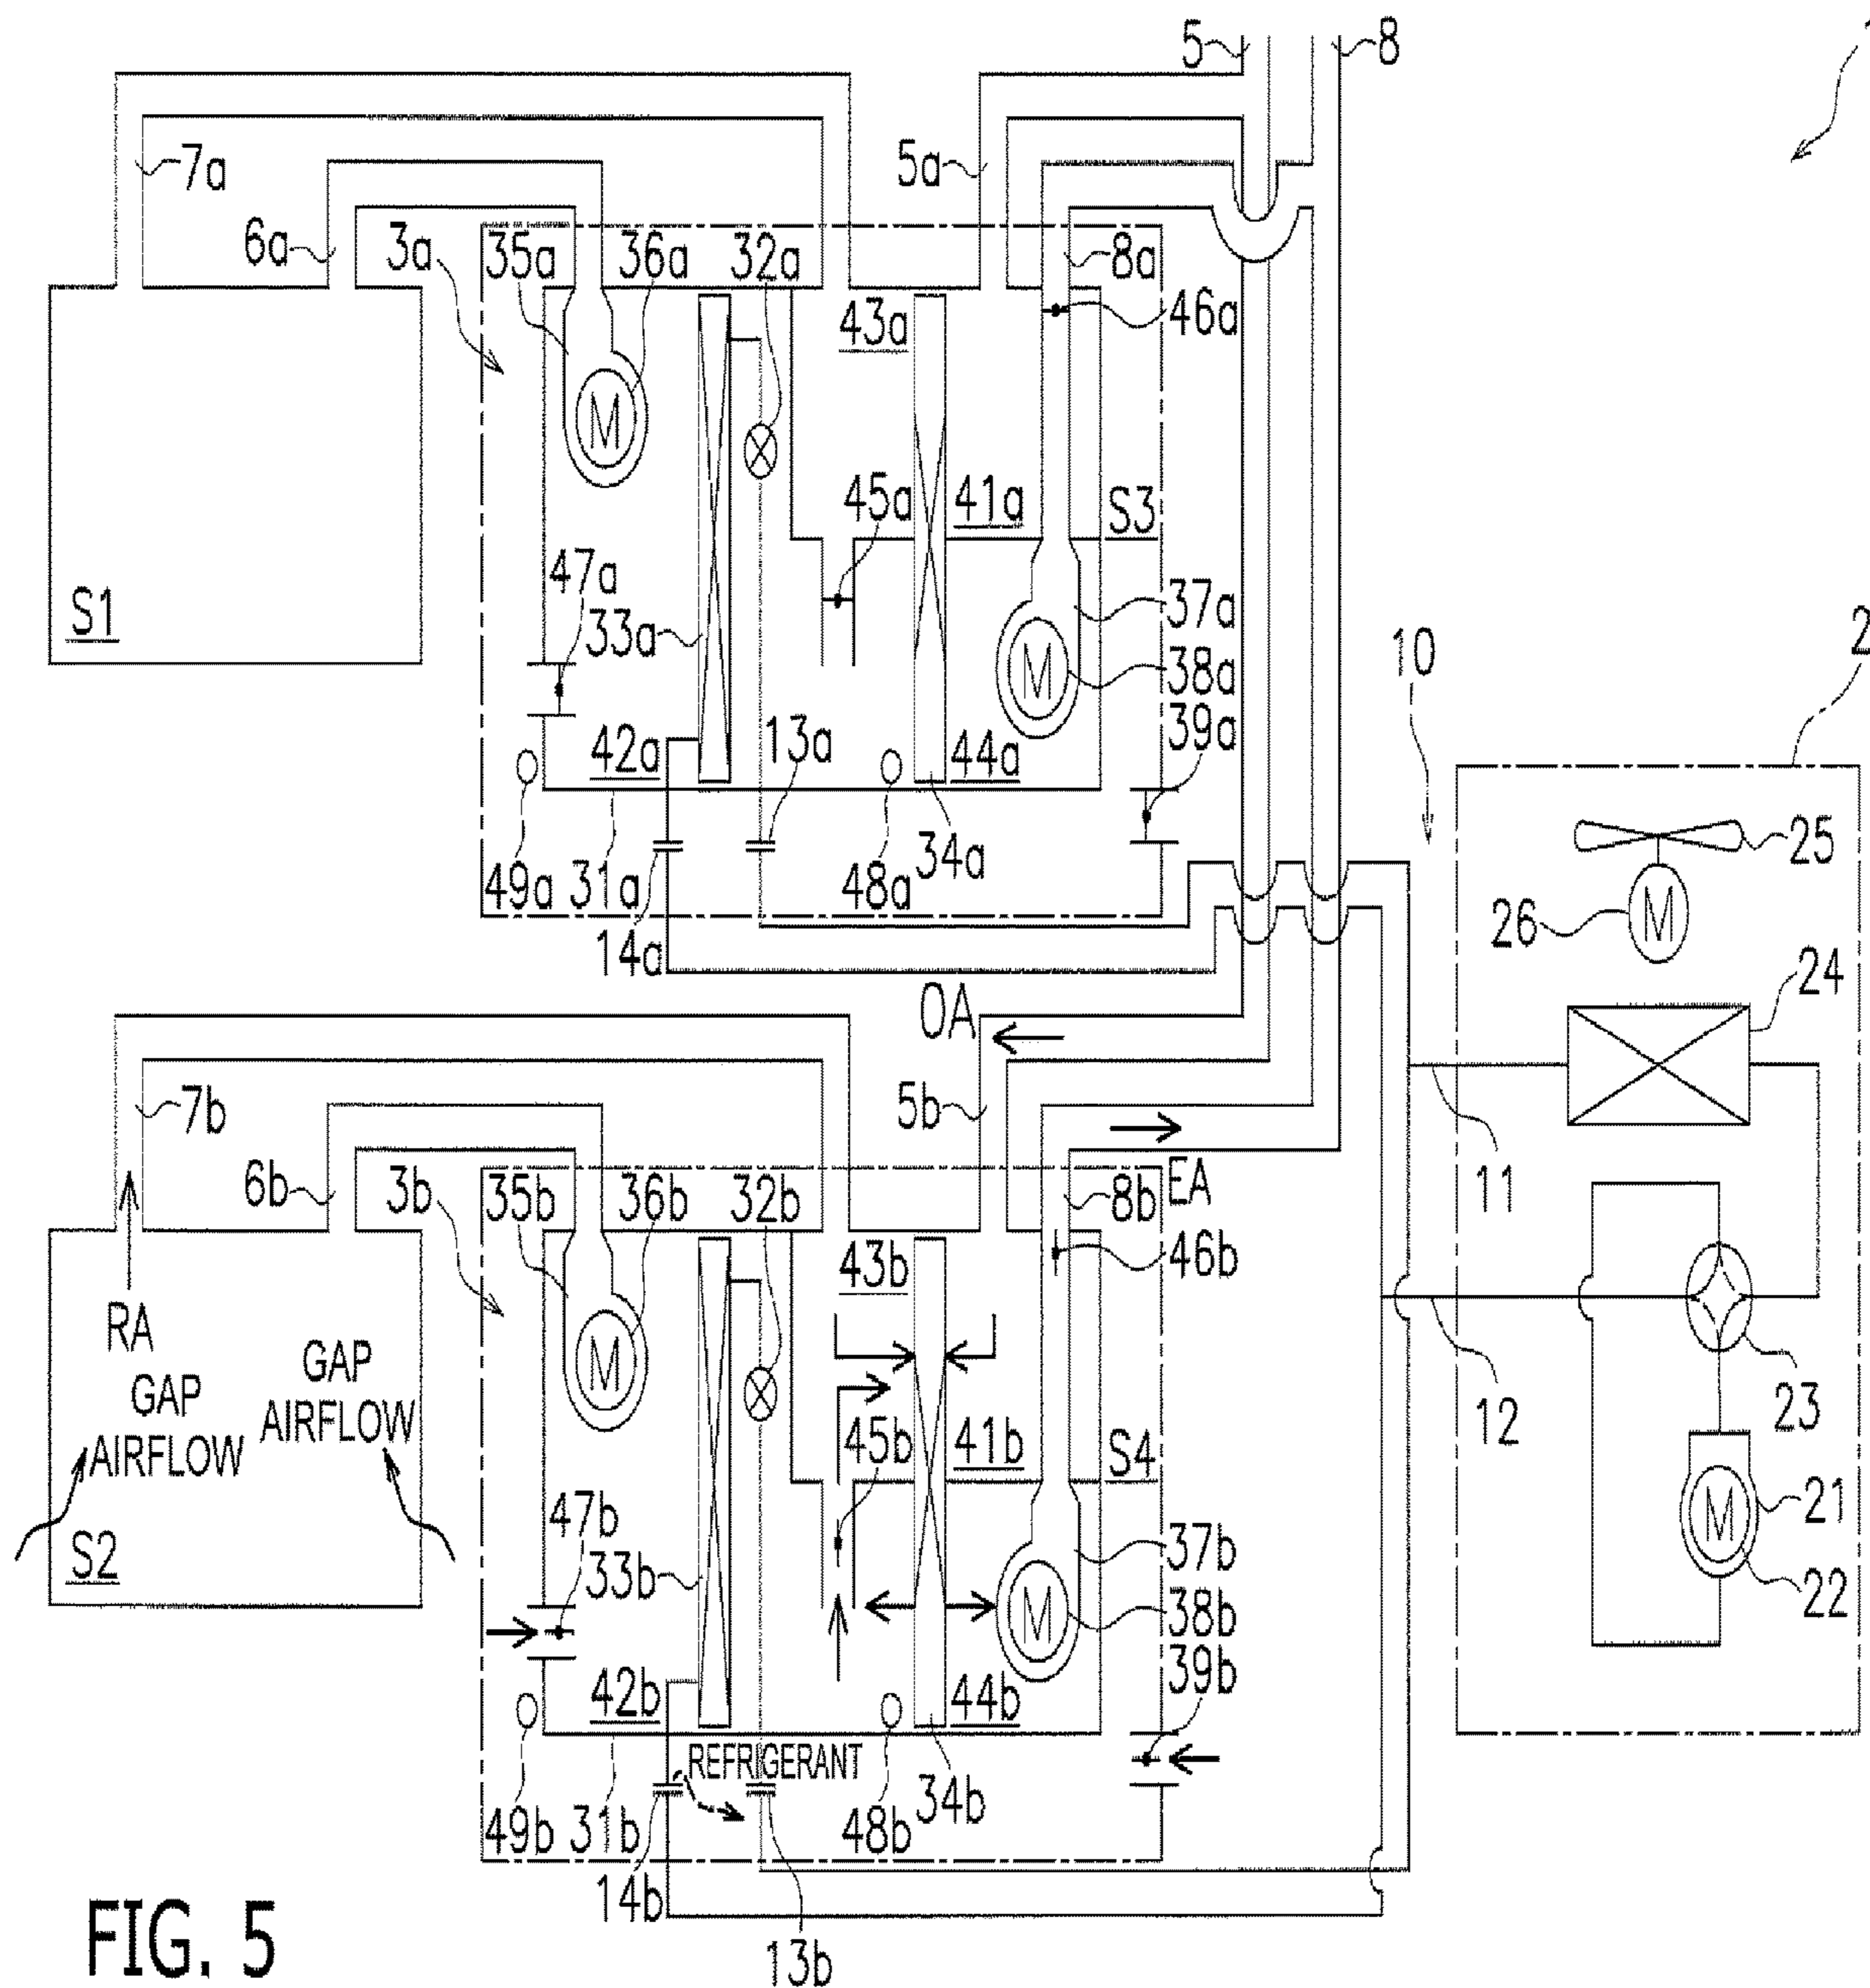 5
8
1
7a
5a
6a
3a
35a
36a
32a
8a
43a
46a
45a
41a
S3
47a
S1
33a
37a
10
2
38a
42a
13a
44a
39a
25
49a
31a
48a
34a
26
14a
24
OA
7b
5b
11
6b
3b
35b
36b
32b
8b
EA
43b
46b
RA
GAP
AIRFLOW
GAP
AIRFLOW
12
23
45b
41b
S4
47b
21
S2
33b
37b
22
38b
39b
42b
44b
REFRIGERANT
49b
31b
48b
34b
14b
13b
FIG. 5
M
M
M
M
M
M